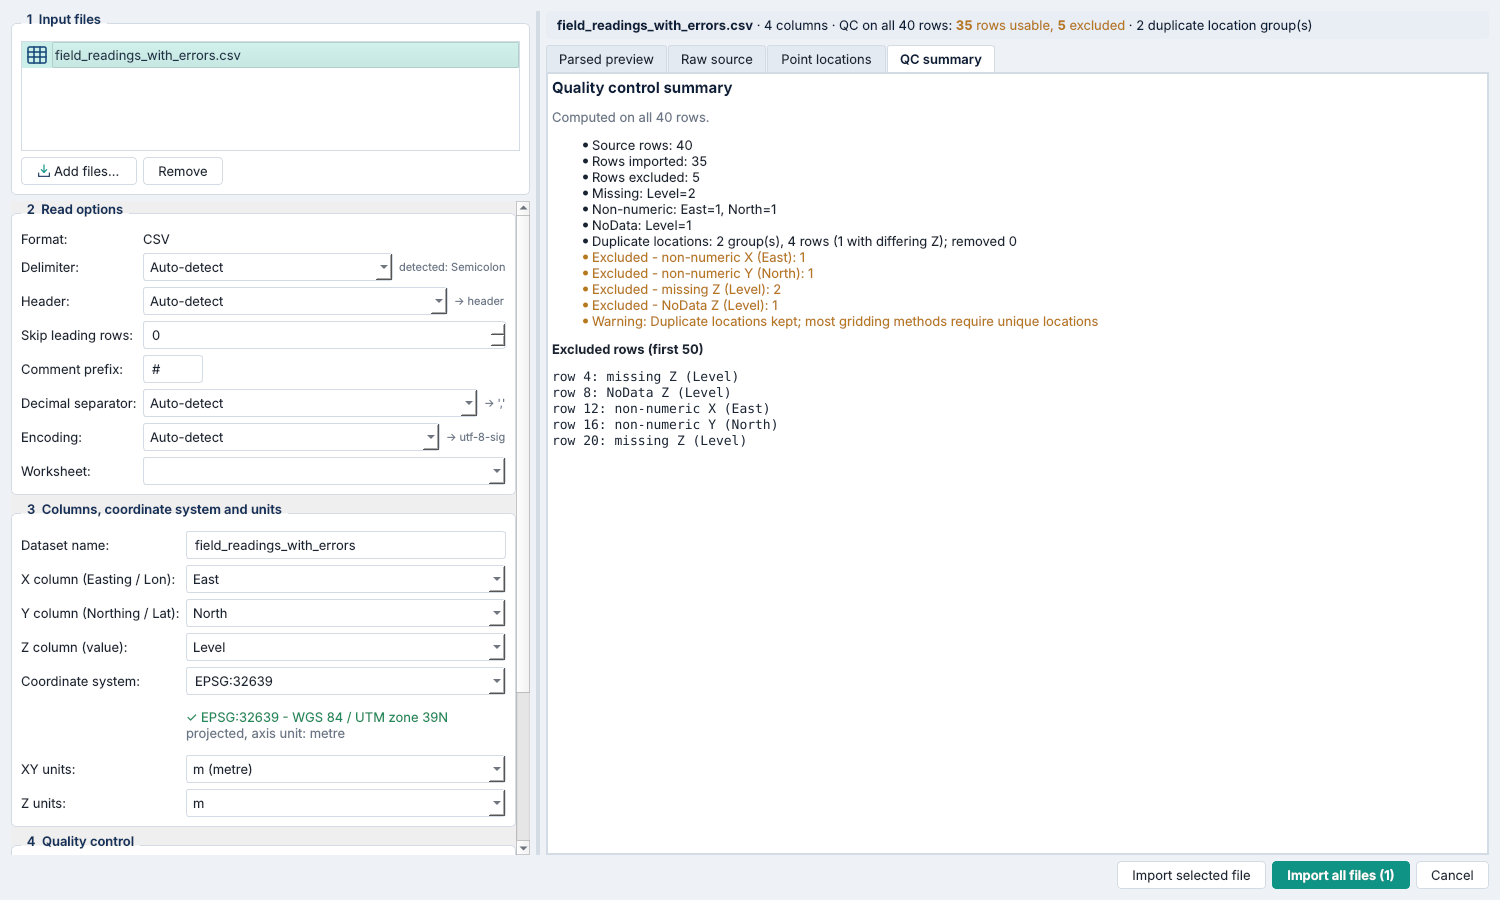 1 Input files
field_readings_with_errors.csv
Add files...
Remove
2 Read options
Format: CSV
Delimiter: Auto-detect detected: Semicolon
Header: Auto-detect → header
Skip leading rows: 0
Comment prefix: #
Decimal separator: Auto-detect → ','
Encoding: Auto-detect → utf-8-sig
Worksheet:
3 Columns, coordinate system and units
Dataset name: field_readings_with_errors
X column (Easting / Lon): East
Y column (Northing / Lat): North
Z column (value): Level
Coordinate system: EPSG:32639
✓ EPSG:32639 - WGS 84 / UTM zone 39N
projected, axis unit: metre
XY units: m (metre)
Z units: m
4 Quality control
field_readings_with_errors.csv · 4 columns · QC on all 40 rows: 35 rows usable, 5 excluded · 2 duplicate location group(s)
Parsed preview
Raw source
Point locations
QC summary
Quality control summary
Computed on all 40 rows.
• Source rows: 40
• Rows imported: 35
• Rows excluded: 5
• Missing: Level=2
• Non-numeric: East=1, North=1
• NoData: Level=1
• Duplicate locations: 2 group(s), 4 rows (1 with differing Z); removed 0
• Excluded - non-numeric X (East): 1
• Excluded - non-numeric Y (North): 1
• Excluded - missing Z (Level): 2
• Excluded - NoData Z (Level): 1
• Warning: Duplicate locations kept; most gridding methods require unique locations
Excluded rows (first 50)
row 4: missing Z (Level)
row 8: NoData Z (Level)
row 12: non-numeric X (East)
row 16: non-numeric Y (North)
row 20: missing Z (Level)
Import selected file
Import all files (1)
Cancel